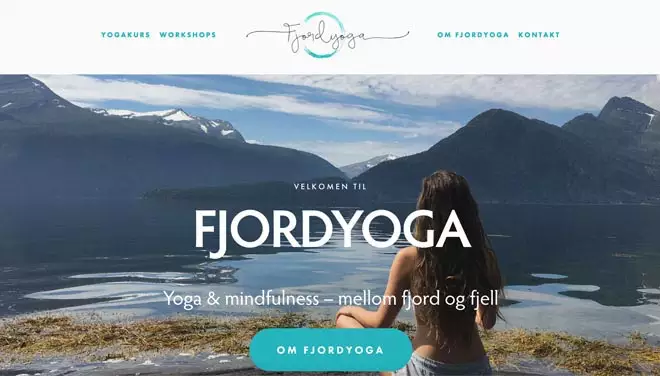 YOGAKURS WORKSHOPS
Fjordyoga
OM FJORDYOGA KONTAKT
VELKOMEN TIL
FJORDYOGA
Yoga & mindfulness – mellom fjord og fjell
OM FJORDYOGA